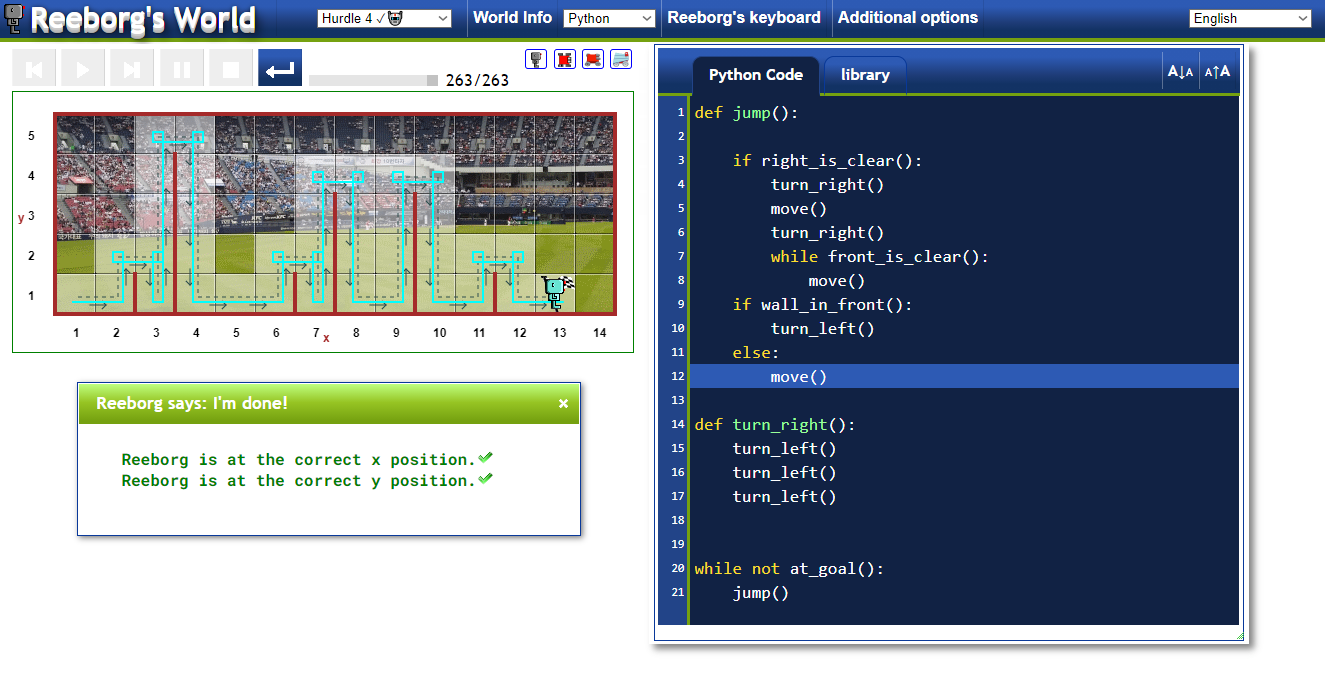 Reeborg's World
Hurdle 4 ✓
World Info
Python
Reeborg's keyboard
Additional options
English
263/263
Python Code
library
A↓A
A↑A
5
4
y 3
2
1
1 2 3 4 5 6 7 x 8 9 10 11 12 13 14
Reeborg says: I'm done!
×
Reeborg is at the correct x position.
Reeborg is at the correct y position.
1 def jump():
2
3     if right_is_clear():
4         turn_right()
5         move()
6         turn_right()
7         while front_is_clear():
8             move()
9     if wall_in_front():
10         turn_left()
11     else:
12         move()
13
14 def turn_right():
15     turn_left()
16     turn_left()
17     turn_left()
18
19
20 while not at_goal():
21     jump()